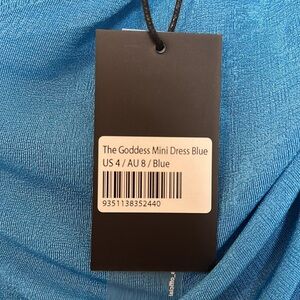 The Goddess Mini Dress Blue
US 4 / AU 8 / Blue
9351138352440